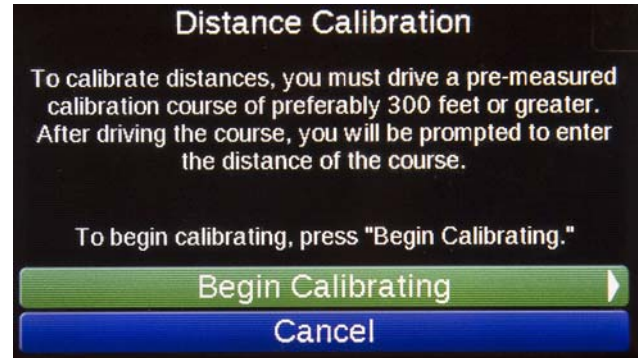 Distance Calibration
To calibrate distances, you must drive a pre-measured
calibration course of preferably 300 feet or greater.
After driving the course, you will be prompted to enter
the distance of the course.
To begin calibrating, press "Begin Calibrating."
Begin Calibrating
Cancel